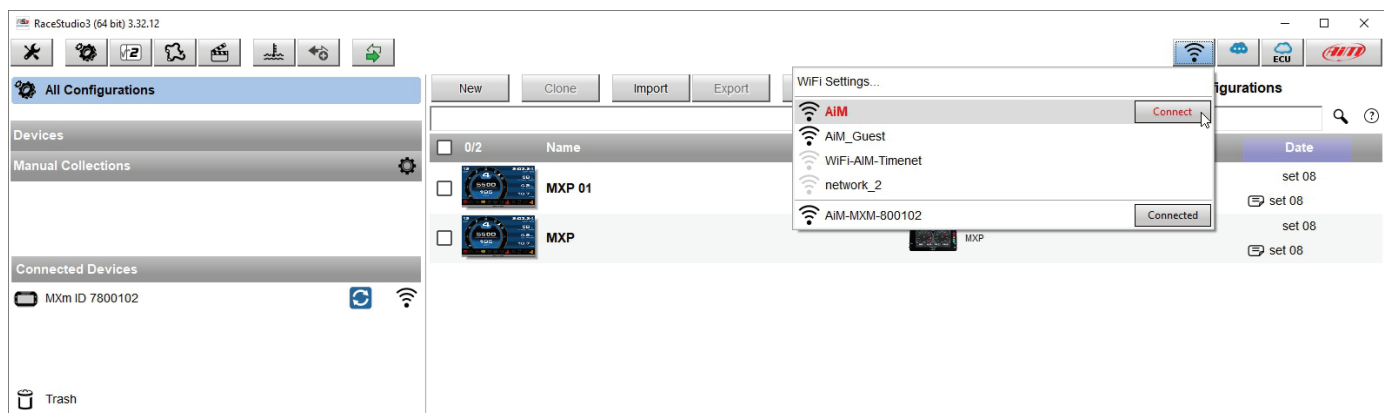 RaceStudio3 (64 bit) 3.32.12
ECU
AiM
All Configurations
New
Clone
Import
Export
WiFi Settings...
AiM
Connect
AiM_Guest
WiFi-AiM-Timenet
network_2
AiM-MXM-800102
Connected
igurations
Devices
Manual Collections
0/2
Name
Date
MXP 01
set 08
set 08
MXP
MXP
set 08
set 08
Connected Devices
MXm ID 7800102
Trash